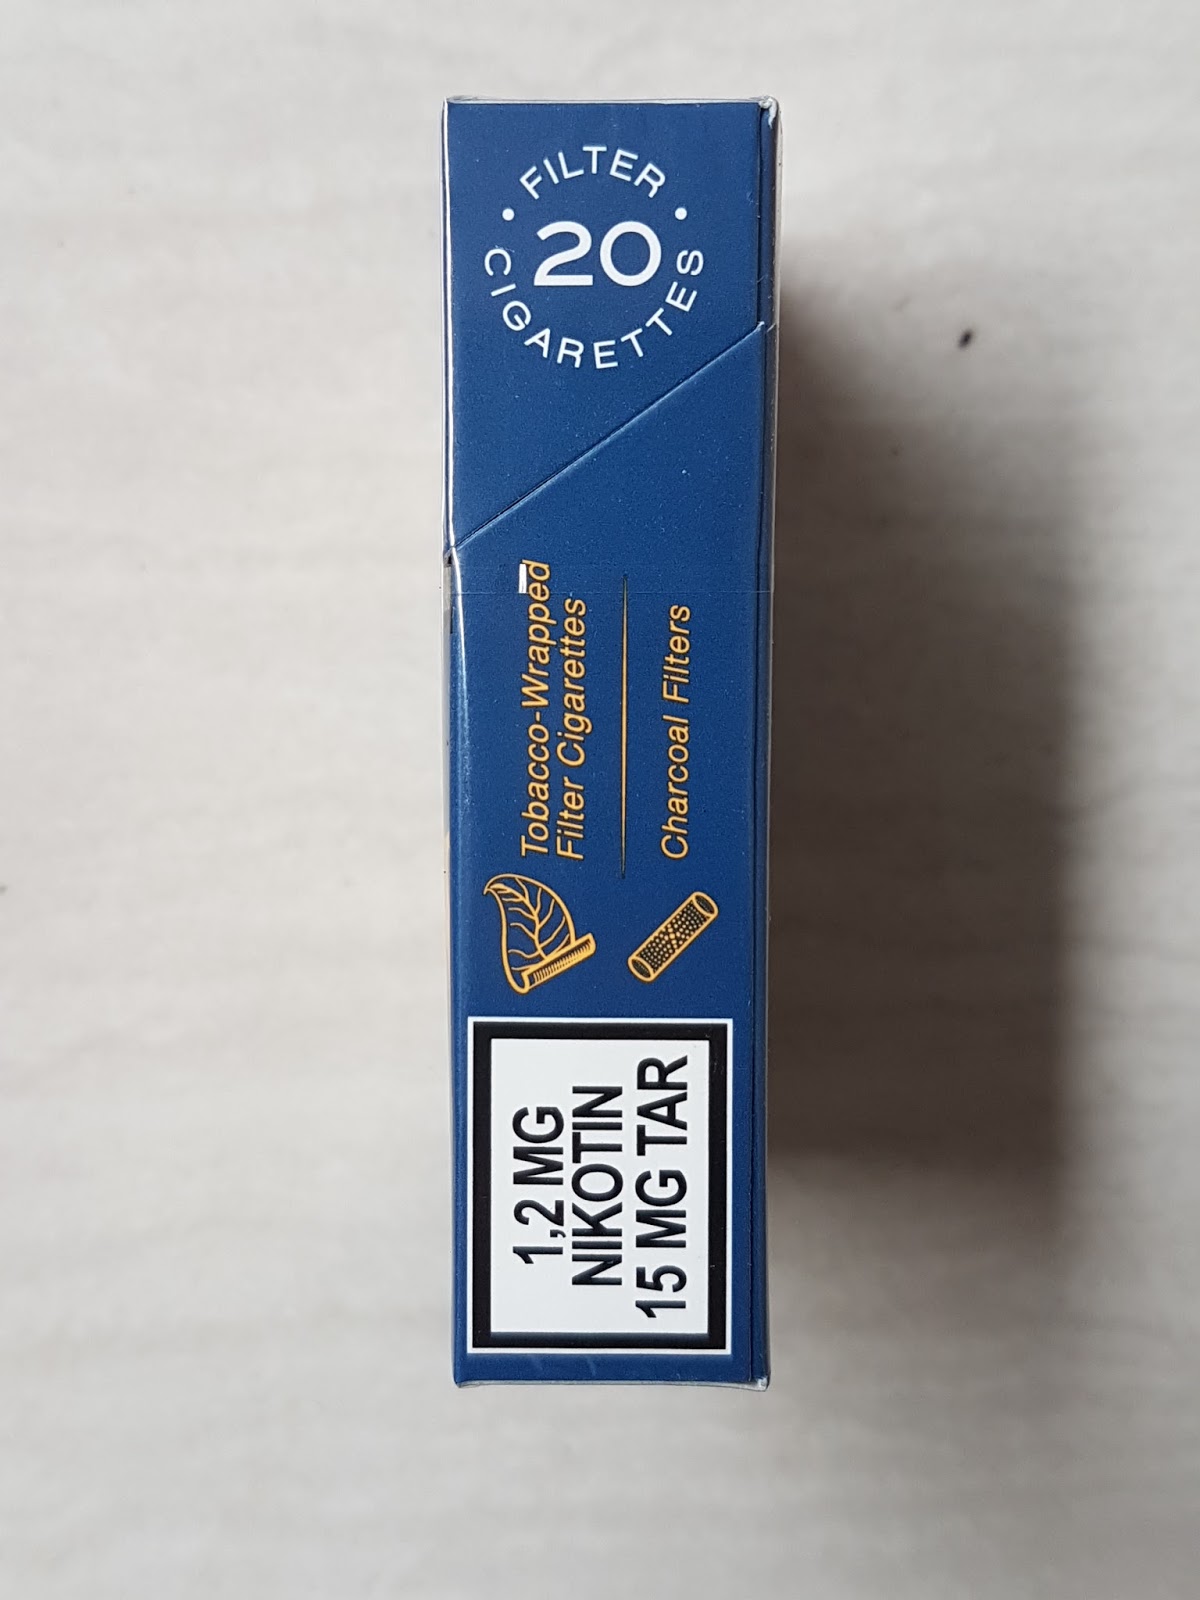 FILTER
20
CIGARETTES
Tobacco-Wrapped
Filter Cigarettes
Charcoal Filters
1,2 MG
NIKOTIN
15 MG TAR